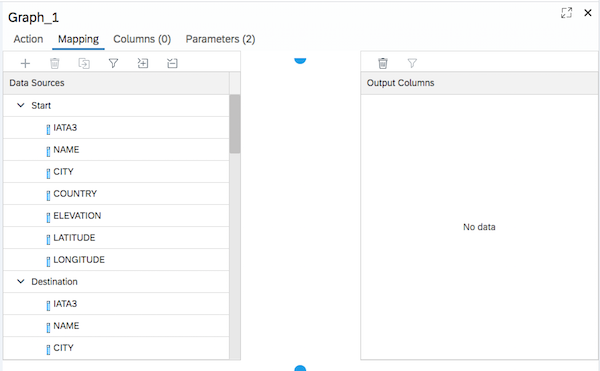 Graph_1
Action Mapping Columns (0) Parameters (2)
Data Sources
Start
IATA3
NAME
CITY
COUNTRY
ELEVATION
LATITUDE
LONGITUDE
Destination
IATA3
NAME
CITY
Output Columns
No data